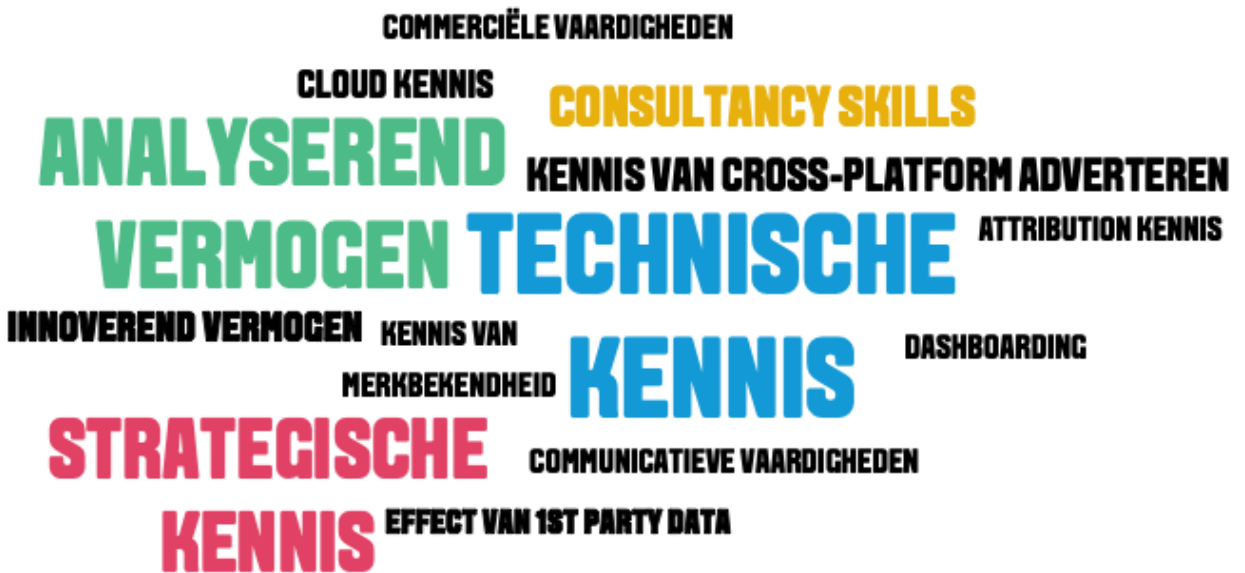 COMMERCIËLE VAARDIGHEDEN
CLOUD KENNIS
CONSULTANCY SKILLS
ANALYSEREND
VERMOGEN
KENNIS VAN CROSS-PLATFORM ADVERTEREN
TECHNISCHE
KENNIS
ATTRIBUTION KENNIS
INNOVEREND VERMOGEN
KENNIS VAN
MERKBEKENDHEID
DASHBOARDING
STRATEGISCHE
KENNIS
COMMUNICATIEVE VAARDIGHEDEN
EFFECT VAN 1ST PARTY DATA